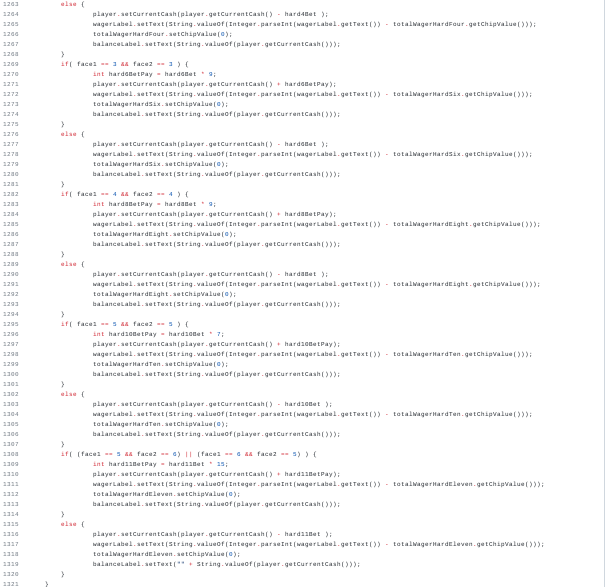 1263 else {
1264 player.setCurrentCash(player.getCurrentCash() - hard4Bet );
1265 wagerLabel.setText(String.valueOf(Integer.parseInt(wagerLabel.getText()) - totalWagerHardFour.getChipValue()));
1266 totalWagerHardFour.setChipValue(0);
1267 balanceLabel.setText(String.valueOf(player.getCurrentCash()));
1268 }
1269 if( face1 == 3 && face2 == 3 ) {
1270 int hard6BetPay = hard6Bet * 9;
1271 player.setCurrentCash(player.getCurrentCash() + hard6BetPay);
1272 wagerLabel.setText(String.valueOf(Integer.parseInt(wagerLabel.getText()) - totalWagerHardSix.getChipValue()));
1273 totalWagerHardSix.setChipValue(0);
1274 balanceLabel.setText(String.valueOf(player.getCurrentCash()));
1275 }
1276 else {
1277 player.setCurrentCash(player.getCurrentCash() - hard6Bet );
1278 wagerLabel.setText(String.valueOf(Integer.parseInt(wagerLabel.getText()) - totalWagerHardSix.getChipValue()));
1279 totalWagerHardSix.setChipValue(0);
1280 balanceLabel.setText(String.valueOf(player.getCurrentCash()));
1281 }
1282 if( face1 == 4 && face2 == 4 ) {
1283 int hard8BetPay = hard8Bet * 9;
1284 player.setCurrentCash(player.getCurrentCash() + hard8BetPay);
1285 wagerLabel.setText(String.valueOf(Integer.parseInt(wagerLabel.getText()) - totalWagerHardEight.getChipValue()));
1286 totalWagerHardEight.setChipValue(0);
1287 balanceLabel.setText(String.valueOf(player.getCurrentCash()));
1288 }
1289 else {
1290 player.setCurrentCash(player.getCurrentCash() - hard8Bet );
1291 wagerLabel.setText(String.valueOf(Integer.parseInt(wagerLabel.getText()) - totalWagerHardEight.getChipValue()));
1292 totalWagerHardEight.setChipValue(0);
1293 balanceLabel.setText(String.valueOf(player.getCurrentCash()));
1294 }
1295 if( face1 == 5 && face2 == 5 ) {
1296 int hard10BetPay = hard10Bet * 7;
1297 player.setCurrentCash(player.getCurrentCash() + hard10BetPay);
1298 wagerLabel.setText(String.valueOf(Integer.parseInt(wagerLabel.getText()) - totalWagerHardTen.getChipValue()));
1299 totalWagerHardTen.setChipValue(0);
1300 balanceLabel.setText(String.valueOf(player.getCurrentCash()));
1301 }
1302 else {
1303 player.setCurrentCash(player.getCurrentCash() - hard10Bet );
1304 wagerLabel.setText(String.valueOf(Integer.parseInt(wagerLabel.getText()) - totalWagerHardTen.getChipValue()));
1305 totalWagerHardTen.setChipValue(0);
1306 balanceLabel.setText(String.valueOf(player.getCurrentCash()));
1307 }
1308 if( (face1 == 5 && face2 == 6) || (face1 == 6 && face2 == 5) ) {
1309 int hard11BetPay = hard11Bet * 15;
1310 player.setCurrentCash(player.getCurrentCash() + hard11BetPay);
1311 wagerLabel.setText(String.valueOf(Integer.parseInt(wagerLabel.getText()) - totalWagerHardEleven.getChipValue()));
1312 totalWagerHardEleven.setChipValue(0);
1313 balanceLabel.setText(String.valueOf(player.getCurrentCash()));
1314 }
1315 else {
1316 player.setCurrentCash(player.getCurrentCash() - hard11Bet );
1317 wagerLabel.setText(String.valueOf(Integer.parseInt(wagerLabel.getText()) - totalWagerHardEleven.getChipValue()));
1318 totalWagerHardEleven.setChipValue(0);
1319 balanceLabel.setText("" + String.valueOf(player.getCurrentCash()));
1320 }
1321 }